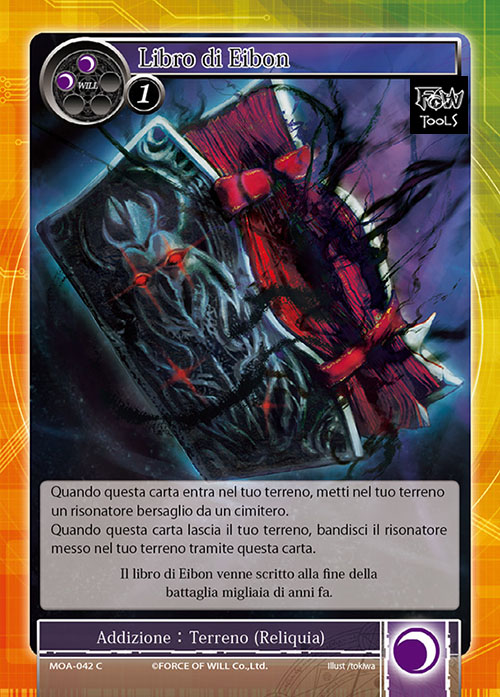 Libro di Eibon
WILL
1
FOW
TOOLS
Quando questa carta entra nel tuo terreno, metti nel tuo terreno
un risonatore bersaglio da un cimitero.
Quando questa carta lascia il tuo terreno, bandisci il risonatore
messo nel tuo terreno tramite questa carta.
Il libro di Eibon venne scritto alla fine della
battaglia migliaia di anni fa.
Addizione : Terreno (Reliquia)
MOA-042 C ©FORCE OF WILL Co.,Ltd. Illust /tokiwa